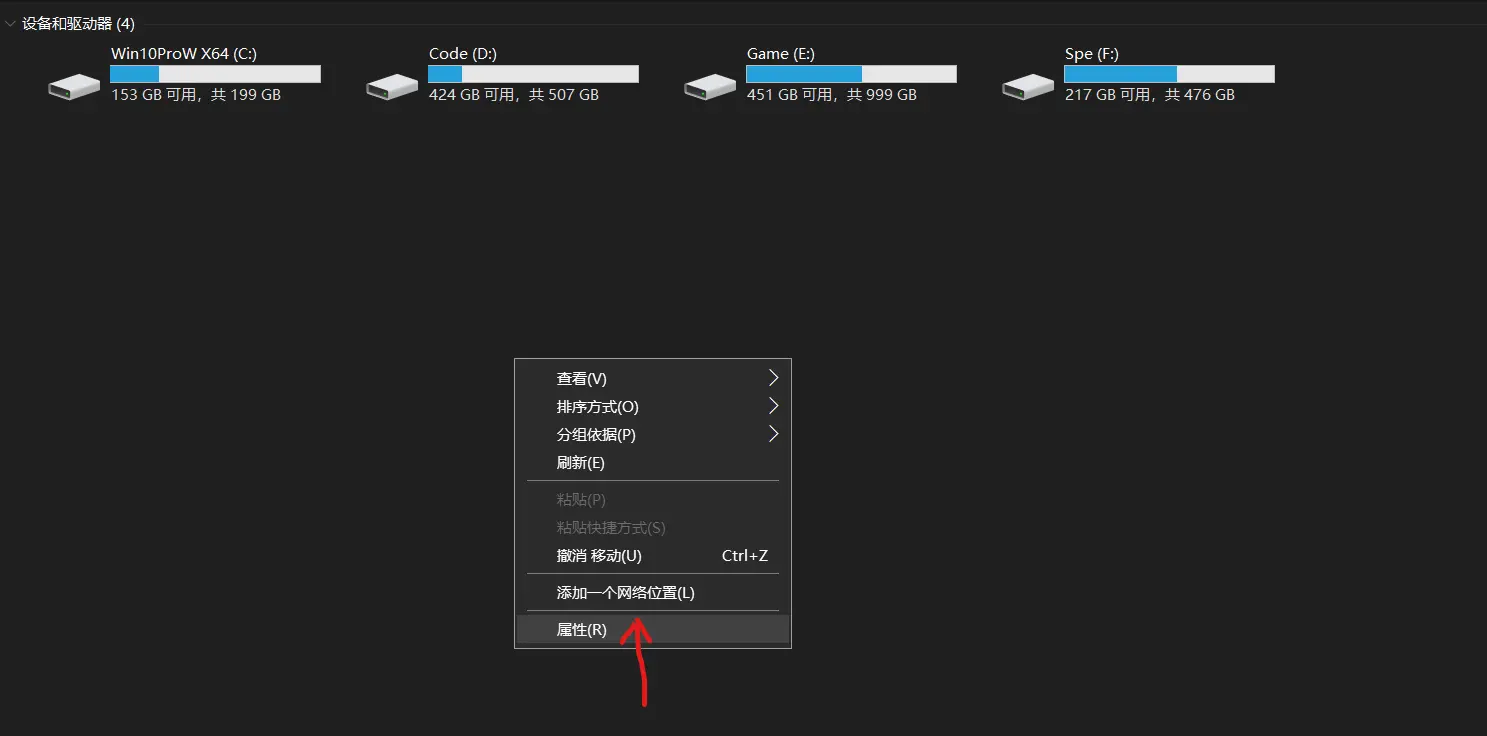 设备和驱动器 (4)
Win10ProW X64 (C:)
153 GB 可用，共 199 GB
Code (D:)
424 GB 可用，共 507 GB
Game (E:)
451 GB 可用，共 999 GB
Spe (F:)
217 GB 可用，共 476 GB
查看(V)
排序方式(O)
分组依据(P)
刷新(E)
粘贴(P)
粘贴快捷方式(S)
撤消 移动(U) Ctrl+Z
添加一个网络位置(L)
属性(R)